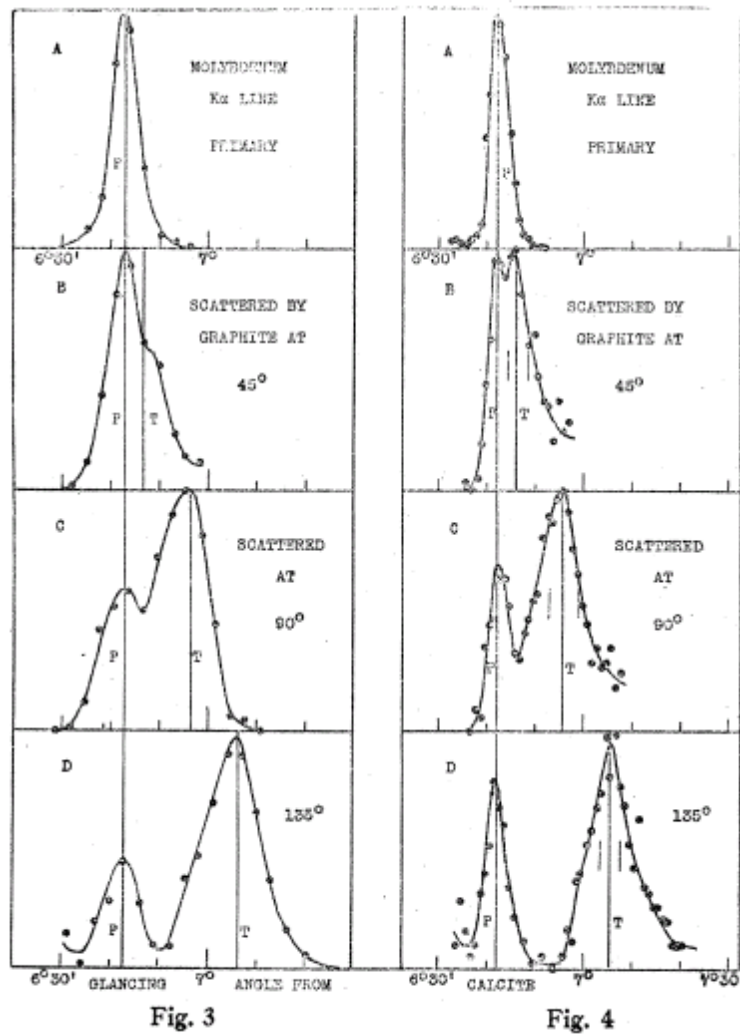 A
MOLYBDENUM
Kα LINE
PRIMARY
P
6°30' 7°
B
SCATTERED BY
GRAPHITE AT
45°
P T
C
SCATTERED
AT
90°
P T
D
135°
P T
6°30' GLANCING 7° ANGLE FROM
Fig. 3
A
MOLYBDENUM
Kα LINE
PRIMARY
P
6°30' 7°
B
SCATTERED BY
GRAPHITE AT
45°
P T
C
SCATTERED
AT
90°
P T
D
135°
P T
6°30' CALCITE 7° 7°30'
Fig. 4